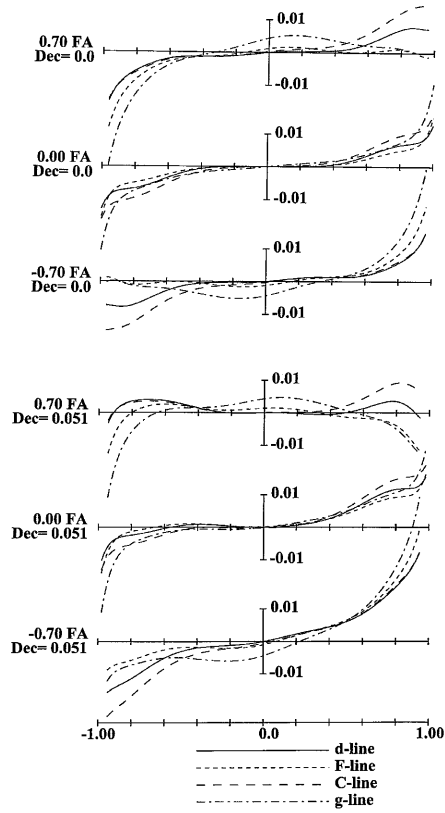 0.01
0.70 FA
Dec= 0.0
-0.01
0.01
0.00 FA
Dec= 0.0
-0.01
0.01
-0.70 FA
Dec= 0.0
-0.01
0.01
0.70 FA
Dec= 0.051
-0.01
0.01
0.00 FA
Dec= 0.051
-0.01
0.01
-0.70 FA
Dec= 0.051
-0.01
-1.00 0.0 1.00
d-line
F-line
C-line
g-line